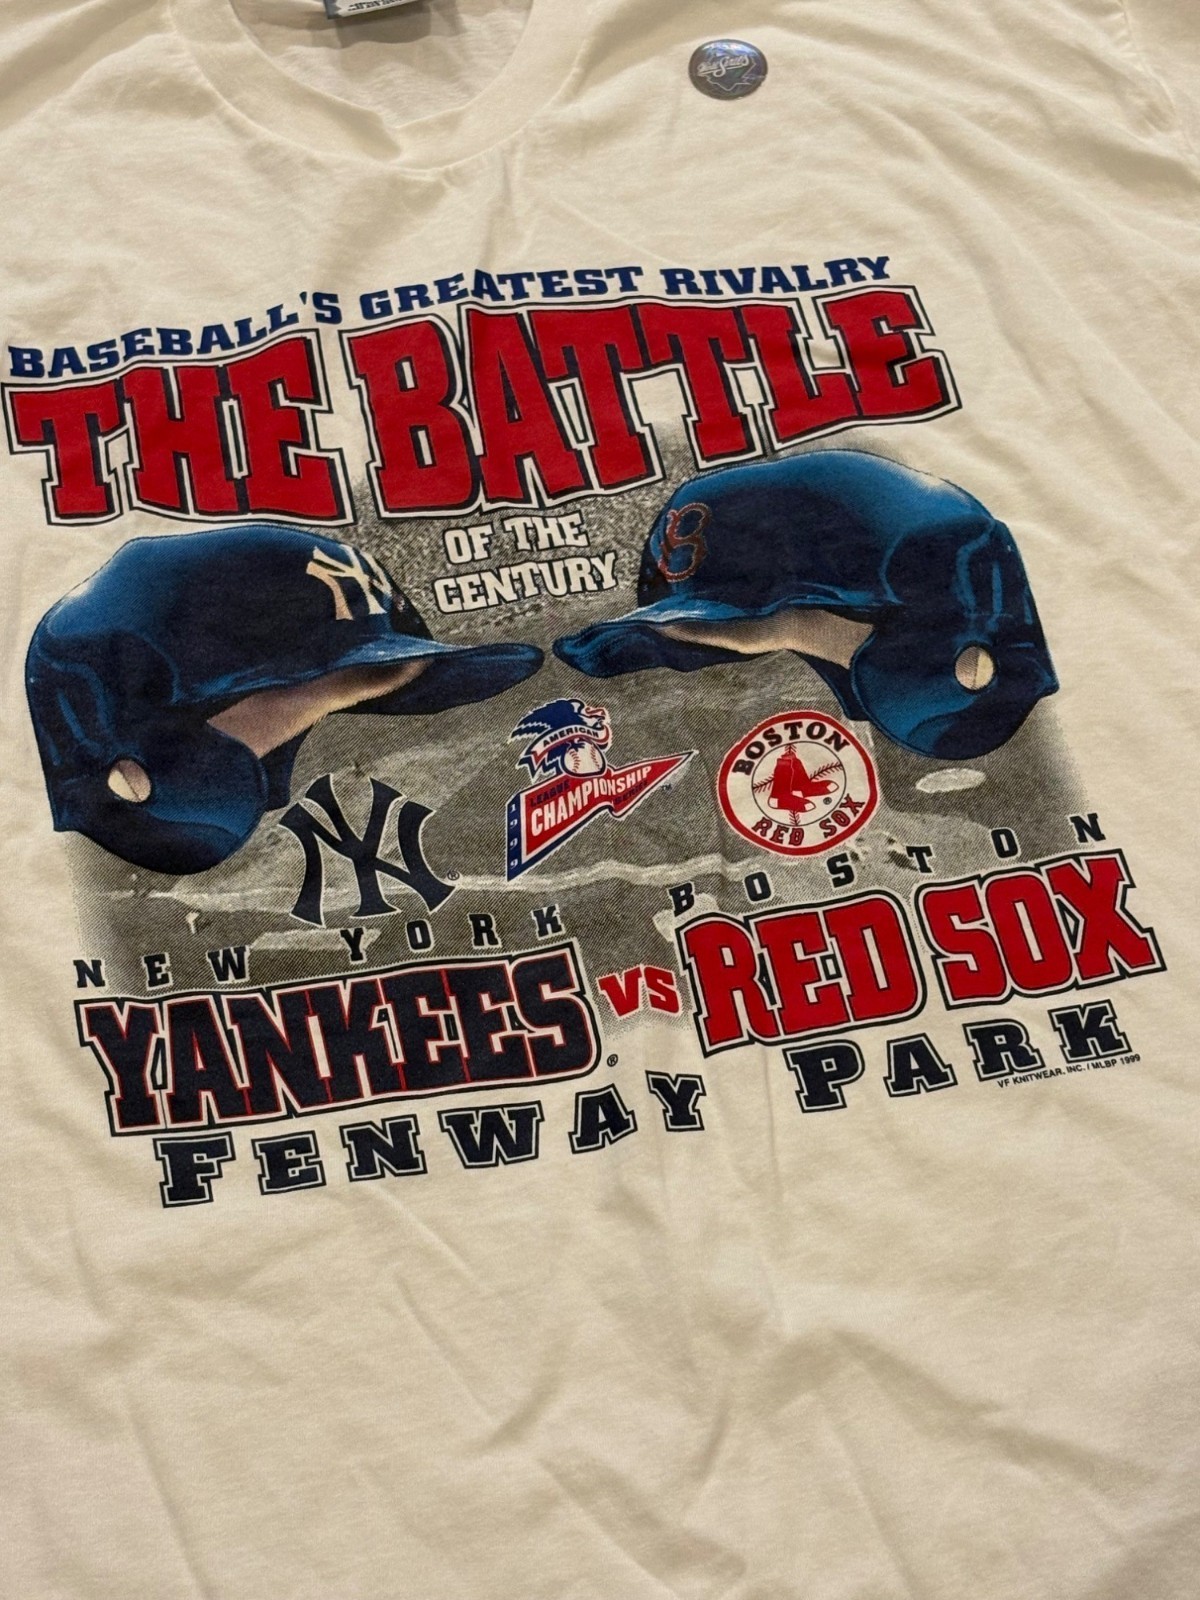 BASEBALL'S GREATEST RIVALRY
THE BATTLE
OF THE
CENTURY
AMERICAN
LEAGUE
CHAMPIONSHIP
SERIES TM
1999
BOSTON
RED SOX
®
NY
®
NEW YORK
YANKEES ®
VS
BOSTON
RED SOX
FENWAY PARK
VF KNITWEAR, INC. / MLBP 1999